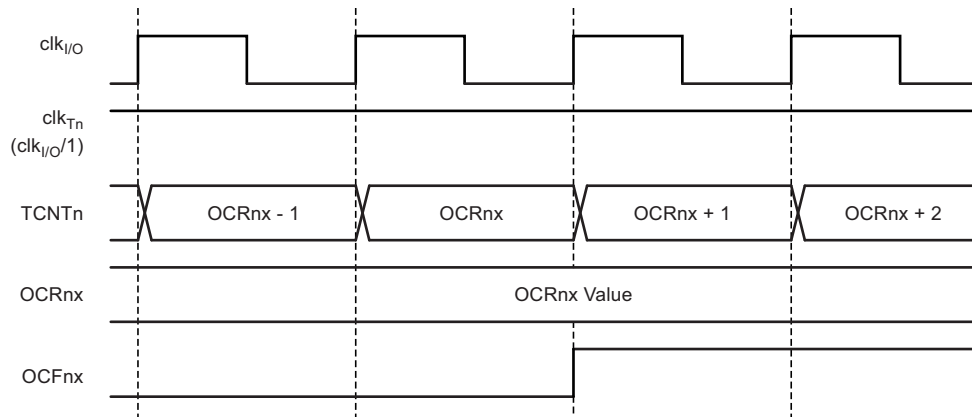 clkI/O
clkTn
(clkI/O/1)
TCNTn OCRnx - 1 OCRnx OCRnx + 1 OCRnx + 2
OCRnx OCRnx Value
OCFnx